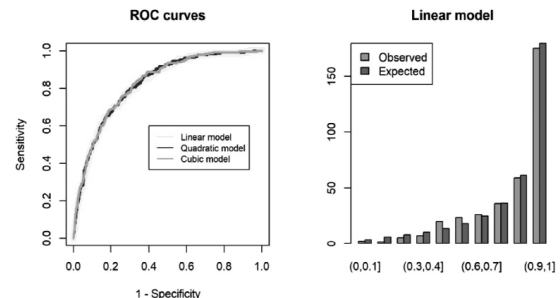 ROC curves
Sensitivity
1.0
0.8
0.6
0.4
0.2
0.0
Linear model
Quadratic model
Cubic model
0.0 0.2 0.4 0.6 0.8 1.0
1 - Specificity
Linear model
Observed
Expected
150
100
50
0
(0,0.1] (0.3,0.4] (0.6,0.7] (0.9,1]